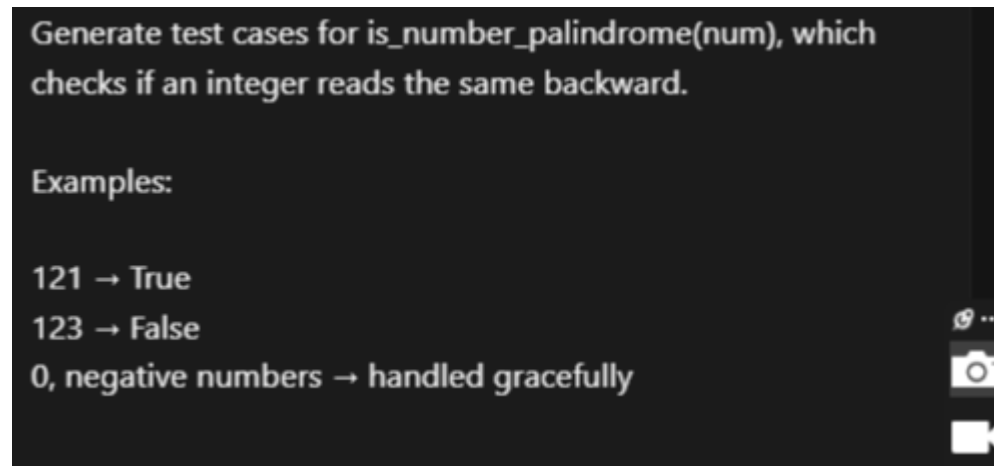 Generate test cases for is_number_palindrome(num), which
checks if an integer reads the same backward.
Examples:
121 → True
123 → False
0, negative numbers → handled gracefully